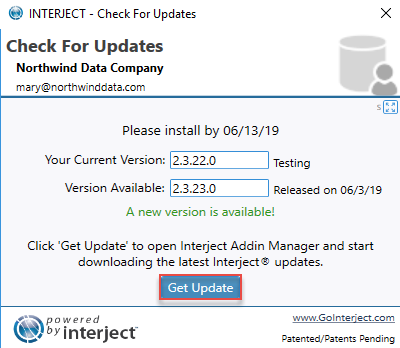 INTERJECT - Check For Updates
Check For Updates
Northwind Data Company
mary@northwinddata.com
s
Please install by 06/13/19
Your Current Version: 2.3.22.0 Testing
Version Available: 2.3.23.0 Released on 06/3/19
A new version is available!
Click 'Get Update' to open Interject Addin Manager and start
downloading the latest Interject® updates.
Get Update
powered by interject®
www.GoInterject.com
Patented/Patents Pending